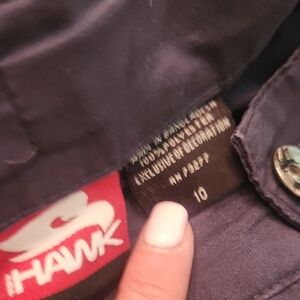 MADE IN BANGLADESH
100% POLYESTER
EXCLUSIVE OF DECORATION
10
HAWK